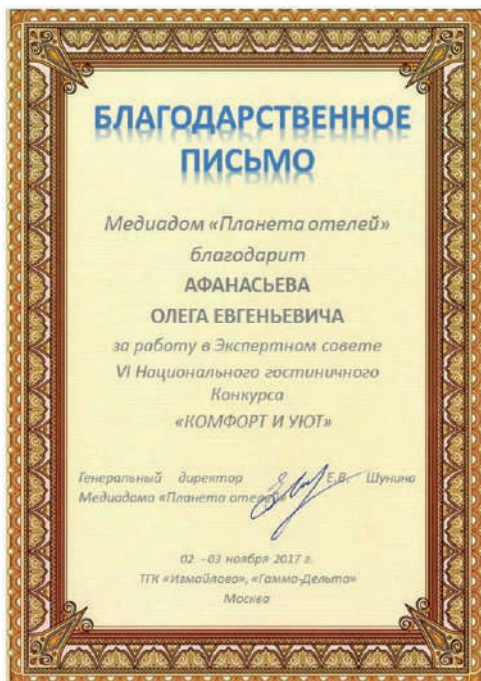 БЛАГОДАРСТВЕННОЕ
ПИСЬМО
Медиадом «Планета отелей»
благодарит
АФАНАСЬЕВА
ОЛЕГА ЕВГЕНЬЕВИЧА
за работу в Экспертном совете
VI Национального гостиничного
Конкурса
«КОМФОРТ И УЮТ»
Генеральный директор Е.В. Шунина
Медиадома «Планета отелей»
02 - 03 ноября 2017 г.
ТГК «Измайлово», «Гамма-Дельта»
Москва